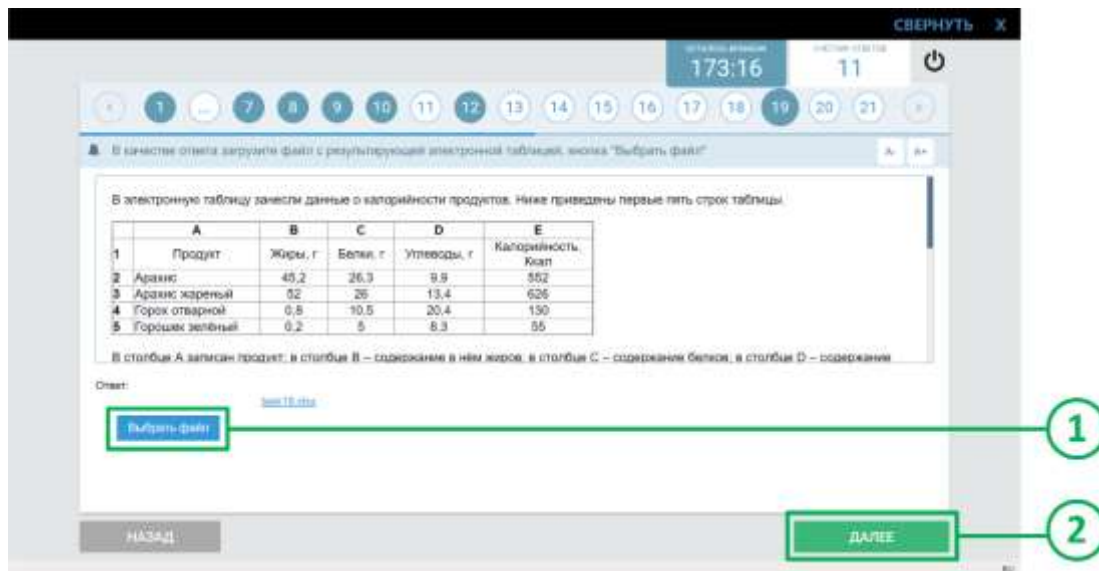 СВЕРНУТЬ X
173:16 11
1 ... 7 8 9 10 11 12 13 14 15 16 17 18 19 20 21
В качестве ответа загрузите файл с результирующей электронной таблицей, кнопка "Выбрать файл" A- A+
В электронную таблицу занесли данные о калорийности продуктов. Ниже приведены первые пять строк таблицы.
A B C D E
1 Продукт Жиры, г Белки, г Углеводы, г Калорийность, Ккал
2 Арахис 45,2 26,3 9,9 552
3 Арахис жареный 52 26 13,4 626
4 Горох отварной 0,8 10,5 20,4 130
5 Горошек зелёный 0,2 5 8,3 55
В столбце A записан продукт; в столбце B – содержание в нём жиров; в столбце C – содержание белков; в столбце D – содержание
Ответ:
Выбрать файл
1
НАЗАД ДАЛЕЕ
2